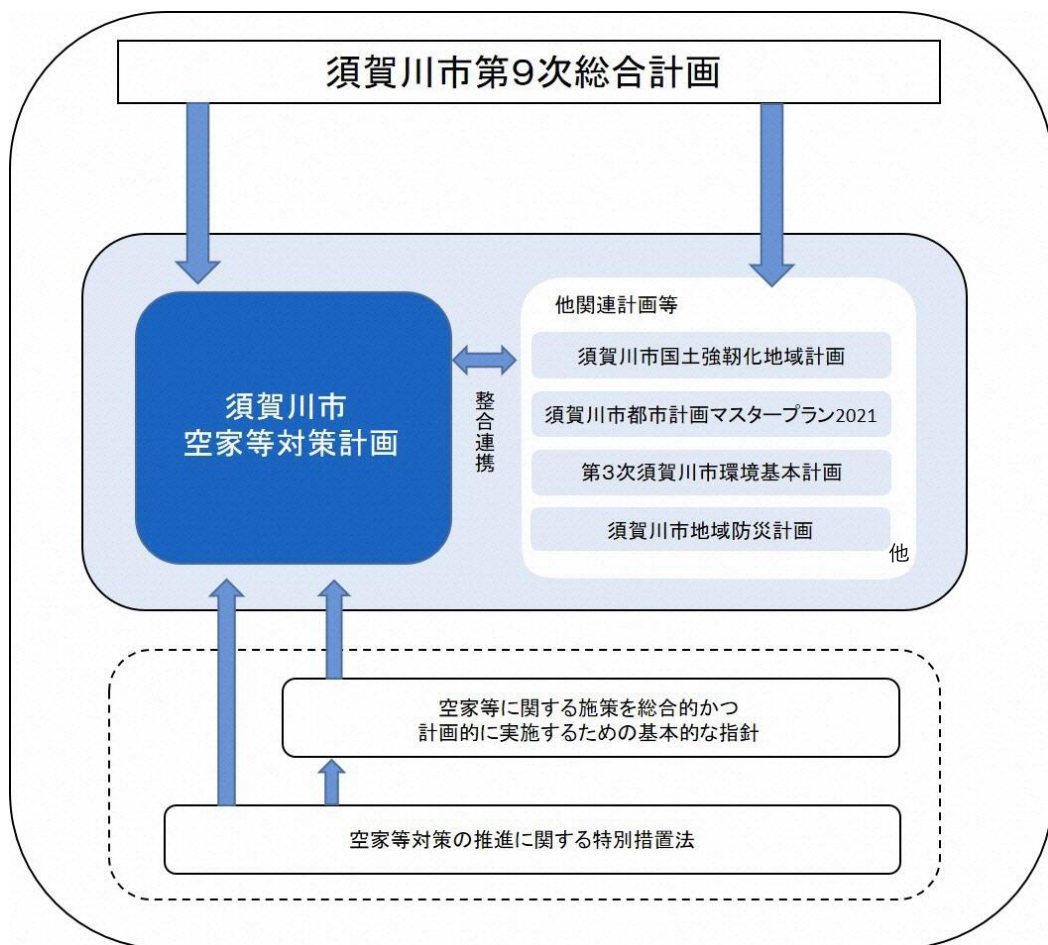 須賀川市第9次総合計画
他関連計画等
須賀川市国土強靭化地域計画
須賀川市都市計画マスタープラン2021
第3次須賀川市環境基本計画
須賀川市地域防災計画
他
須賀川市
空家等対策計画
整合連携
空家等に関する施策を総合的かつ
計画的に実施するための基本的な指針
空家等対策の推進に関する特別措置法